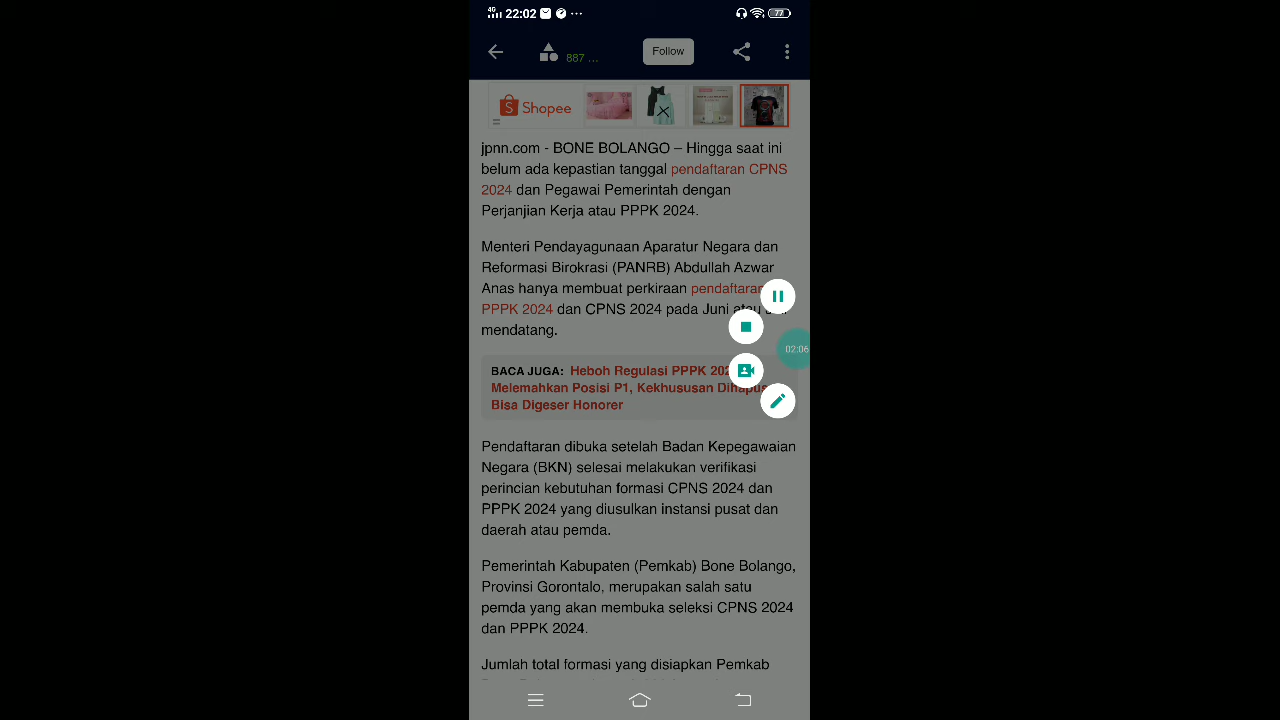 4G 22:02 77
887 ... Follow
Shopee
jpnn.com - BONE BOLANGO – Hingga saat ini
belum ada kepastian tanggal pendaftaran CPNS
2024 dan Pegawai Pemerintah dengan
Perjanjian Kerja atau PPPK 2024.
Menteri Pendayagunaan Aparatur Negara dan
Reformasi Birokrasi (PANRB) Abdullah Azwar
Anas hanya membuat perkiraan pendaftaran
PPPK 2024 dan CPNS 2024 pada Juni atau
mendatang.
02:06
BACA JUGA: Heboh Regulasi PPPK
Melemahkan Posisi P1, Kekhususan Dihapus
Bisa Digeser Honorer
Pendaftaran dibuka setelah Badan Kepegawaian
Negara (BKN) selesai melakukan verifikasi
perincian kebutuhan formasi CPNS 2024 dan
PPPK 2024 yang diusulkan instansi pusat dan
daerah atau pemda.
Pemerintah Kabupaten (Pemkab) Bone Bolango,
Provinsi Gorontalo, merupakan salah satu
pemda yang akan membuka seleksi CPNS 2024
dan PPPK 2024.
Jumlah total formasi yang disiapkan Pemkab